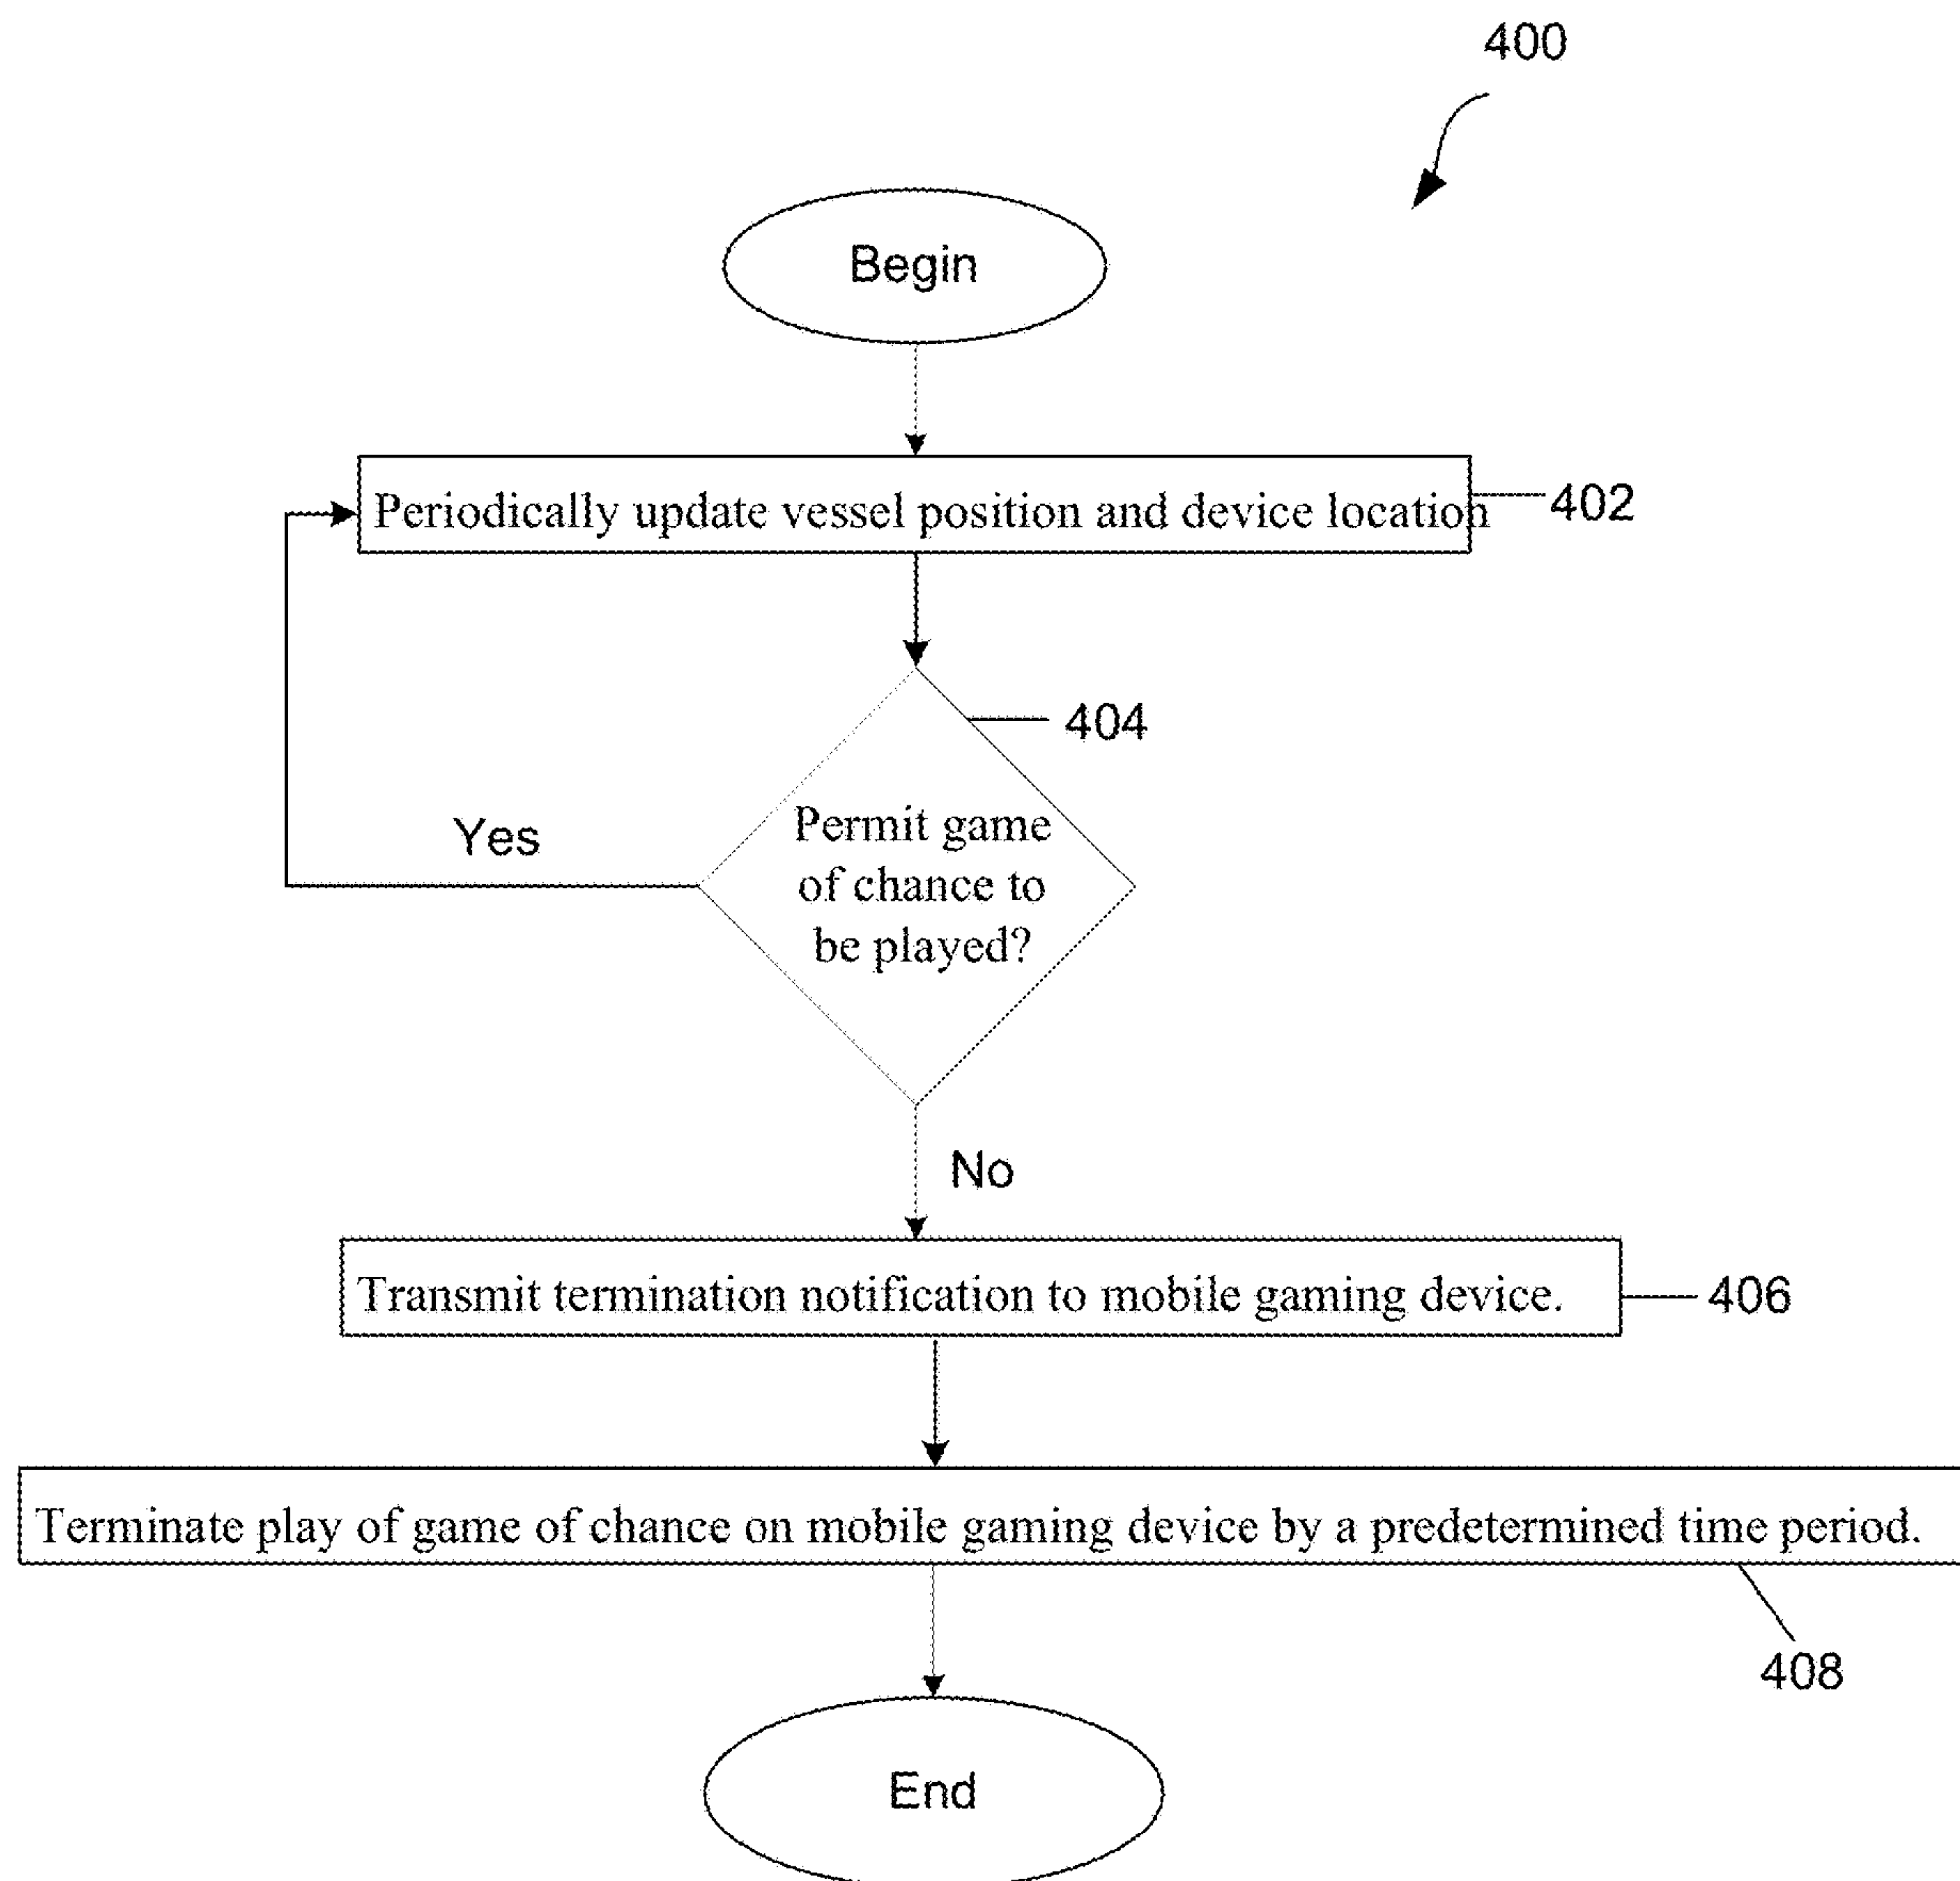 400
Begin
Periodically update vessel position and device location
402
404
Permit game
of chance to
be played?
Yes
No
Transmit termination notification to mobile gaming device.
406
Terminate play of game of chance on mobile gaming device by a predetermined time period.
408
End